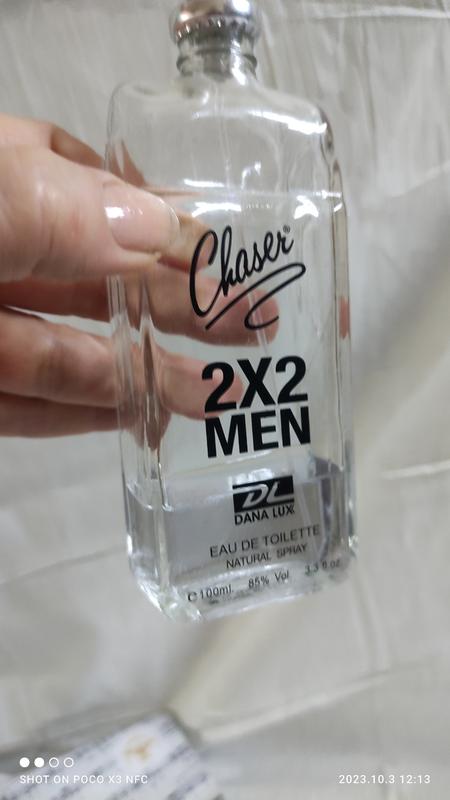 Chaser®
2X2
MEN
DL
DANA LUX
EAU DE TOILETTE
NATURAL SPRAY
℮100ml. 85% Vol 3.3 fl oz
SHOT ON POCO X3 NFC
2023.10.3 12:13